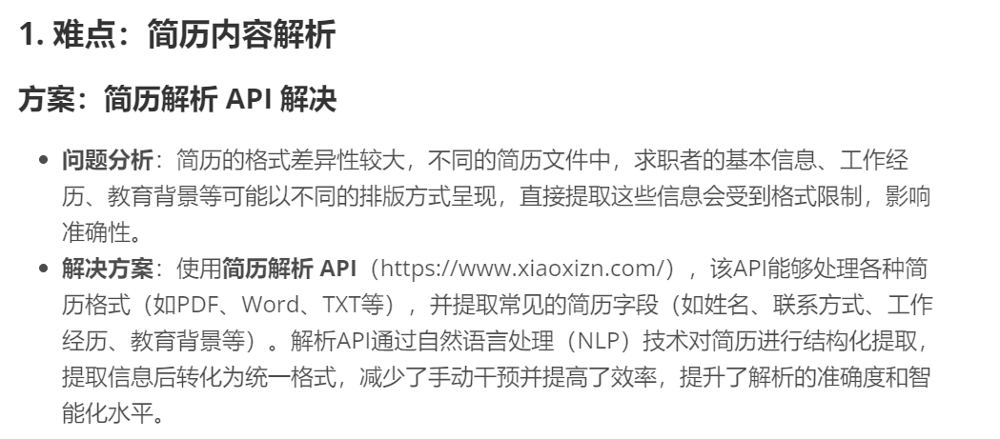 1. 难点：简历内容解析
方案：简历解析 API 解决
• 问题分析：简历的格式差异性较大，不同的简历文件中，求职者的基本信息、工作经
历、教育背景等可能以不同的排版方式呈现，直接提取这些信息会受到格式限制，影响
准确性。
• 解决方案：使用简历解析 API（https://www.xiaoxizn.com/），该API能够处理各种简
历格式（如PDF、Word、TXT等），并提取常见的简历字段（如姓名、联系方式、工作
经历、教育背景等）。解析API通过自然语言处理（NLP）技术对简历进行结构化提取，
提取信息后转化为统一格式，减少了手动干预并提高了效率，提升了解析的准确度和智
能化水平。